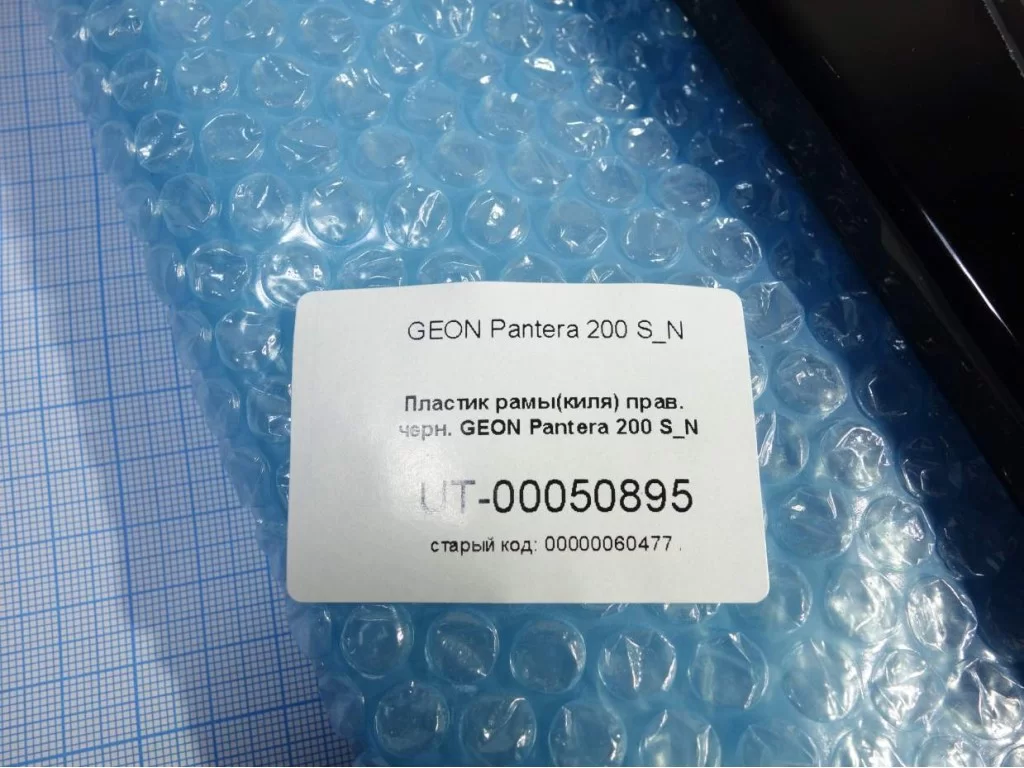 GEON Pantera 200 S_N
Пластик рамы(киля) прав.
черн. GEON Pantera 200 S_N
UT-00050895
старый код: 00000060477 .